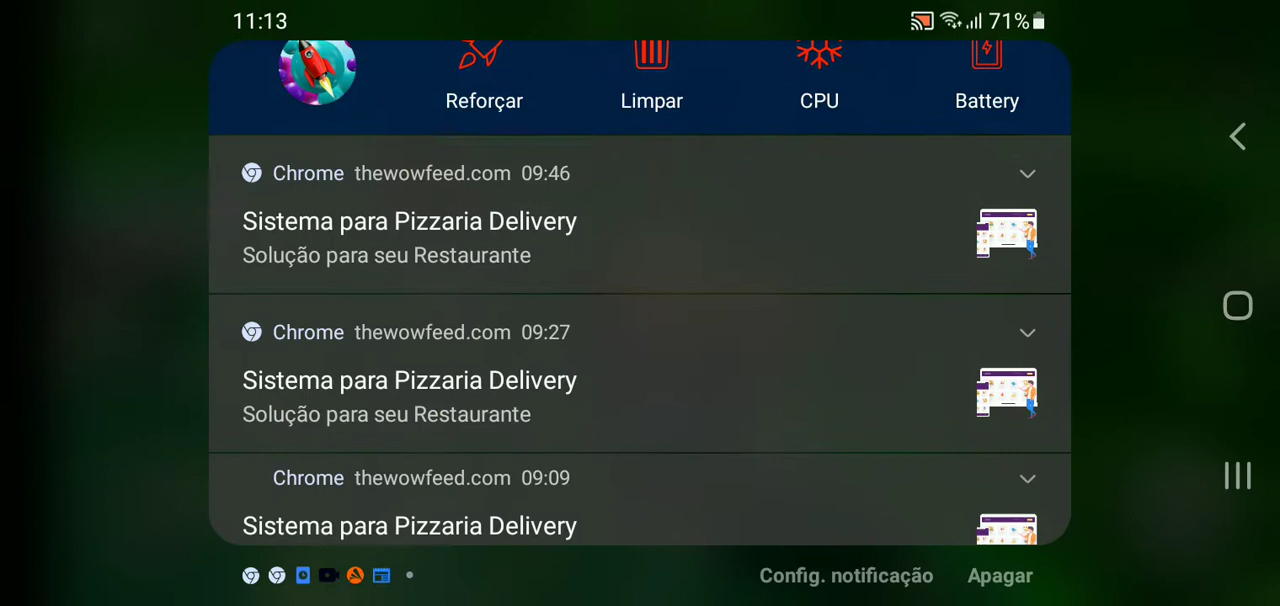 11:13 71%
Reforçar Limpar CPU Battery
Chrome thewowfeed.com 09:46
Sistema para Pizzaria Delivery
Solução para seu Restaurante
Chrome thewowfeed.com 09:27
Sistema para Pizzaria Delivery
Solução para seu Restaurante
Chrome thewowfeed.com 09:09
Sistema para Pizzaria Delivery
Config. notificação Apagar